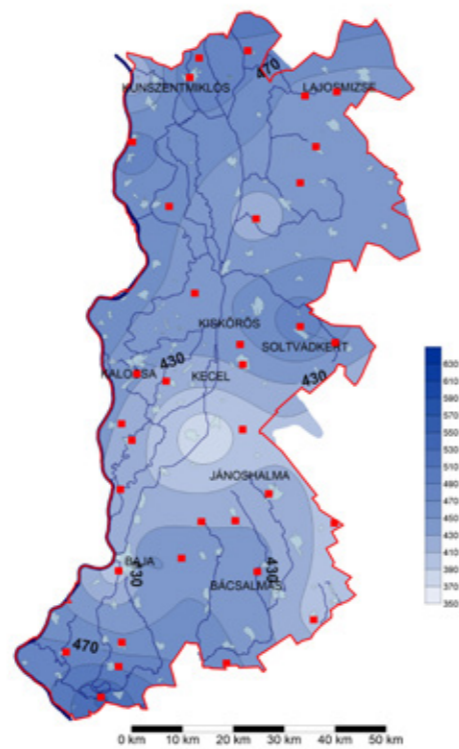 470
KUNSZENTMIKLÓS
LAJOSMIZSE
KISKŐRÖS
SOLTVADKERT
430
KALOCSA
KECEL
430
JÁNOSHALMA
BAJA
430
430
BÁCSALMÁS
470
630
610
590
570
550
530
510
490
470
450
430
410
390
370
350
0 km 10 km 20 km 30 km 40 km 50 km